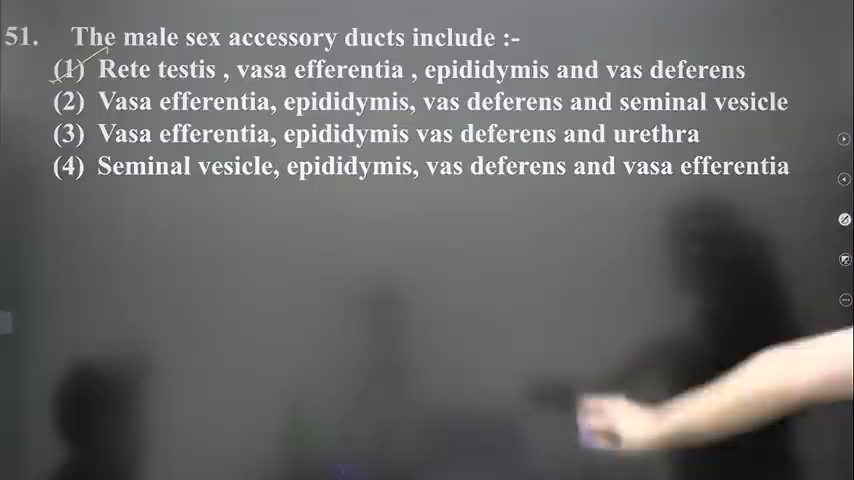 51. The male sex accessory ducts include :-
(1) Rete testis , vasa efferentia , epididymis and vas deferens
(2) Vasa efferentia, epididymis, vas deferens and seminal vesicle
(3) Vasa efferentia, epididymis vas deferens and urethra
(4) Seminal vesicle, epididymis, vas deferens and vasa efferentia